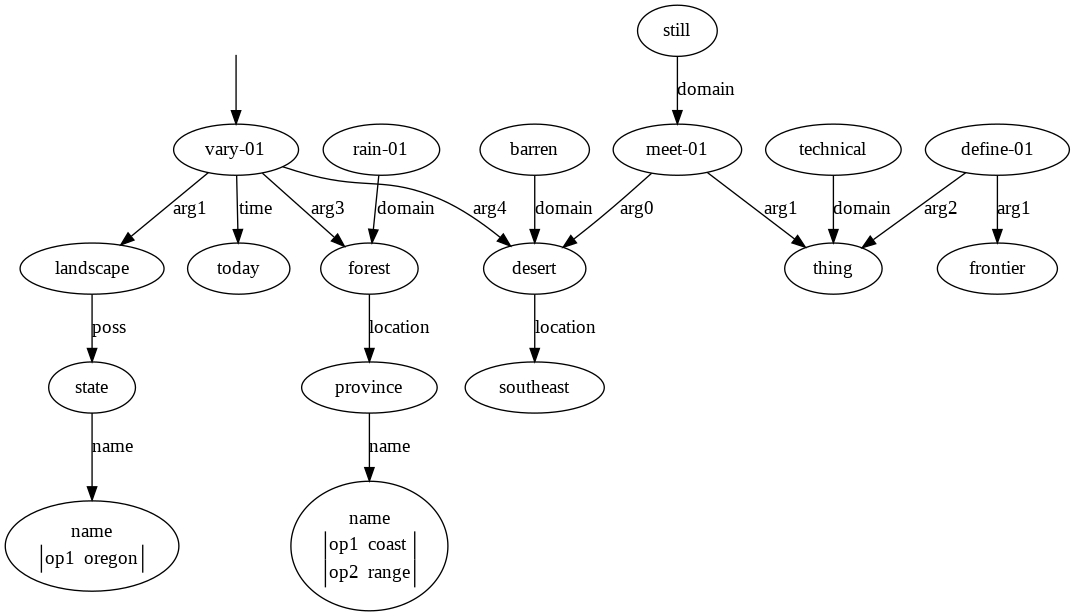 still
domain
vary-01
rain-01
barren
meet-01
technical
define-01
arg1
time
arg3
domain
arg4
domain
arg0
arg1
domain
arg2
arg1
landscape
today
forest
desert
thing
frontier
poss
location
location
state
province
southeast
name
name
name
op1 oregon
name
op1 coast
op2 range